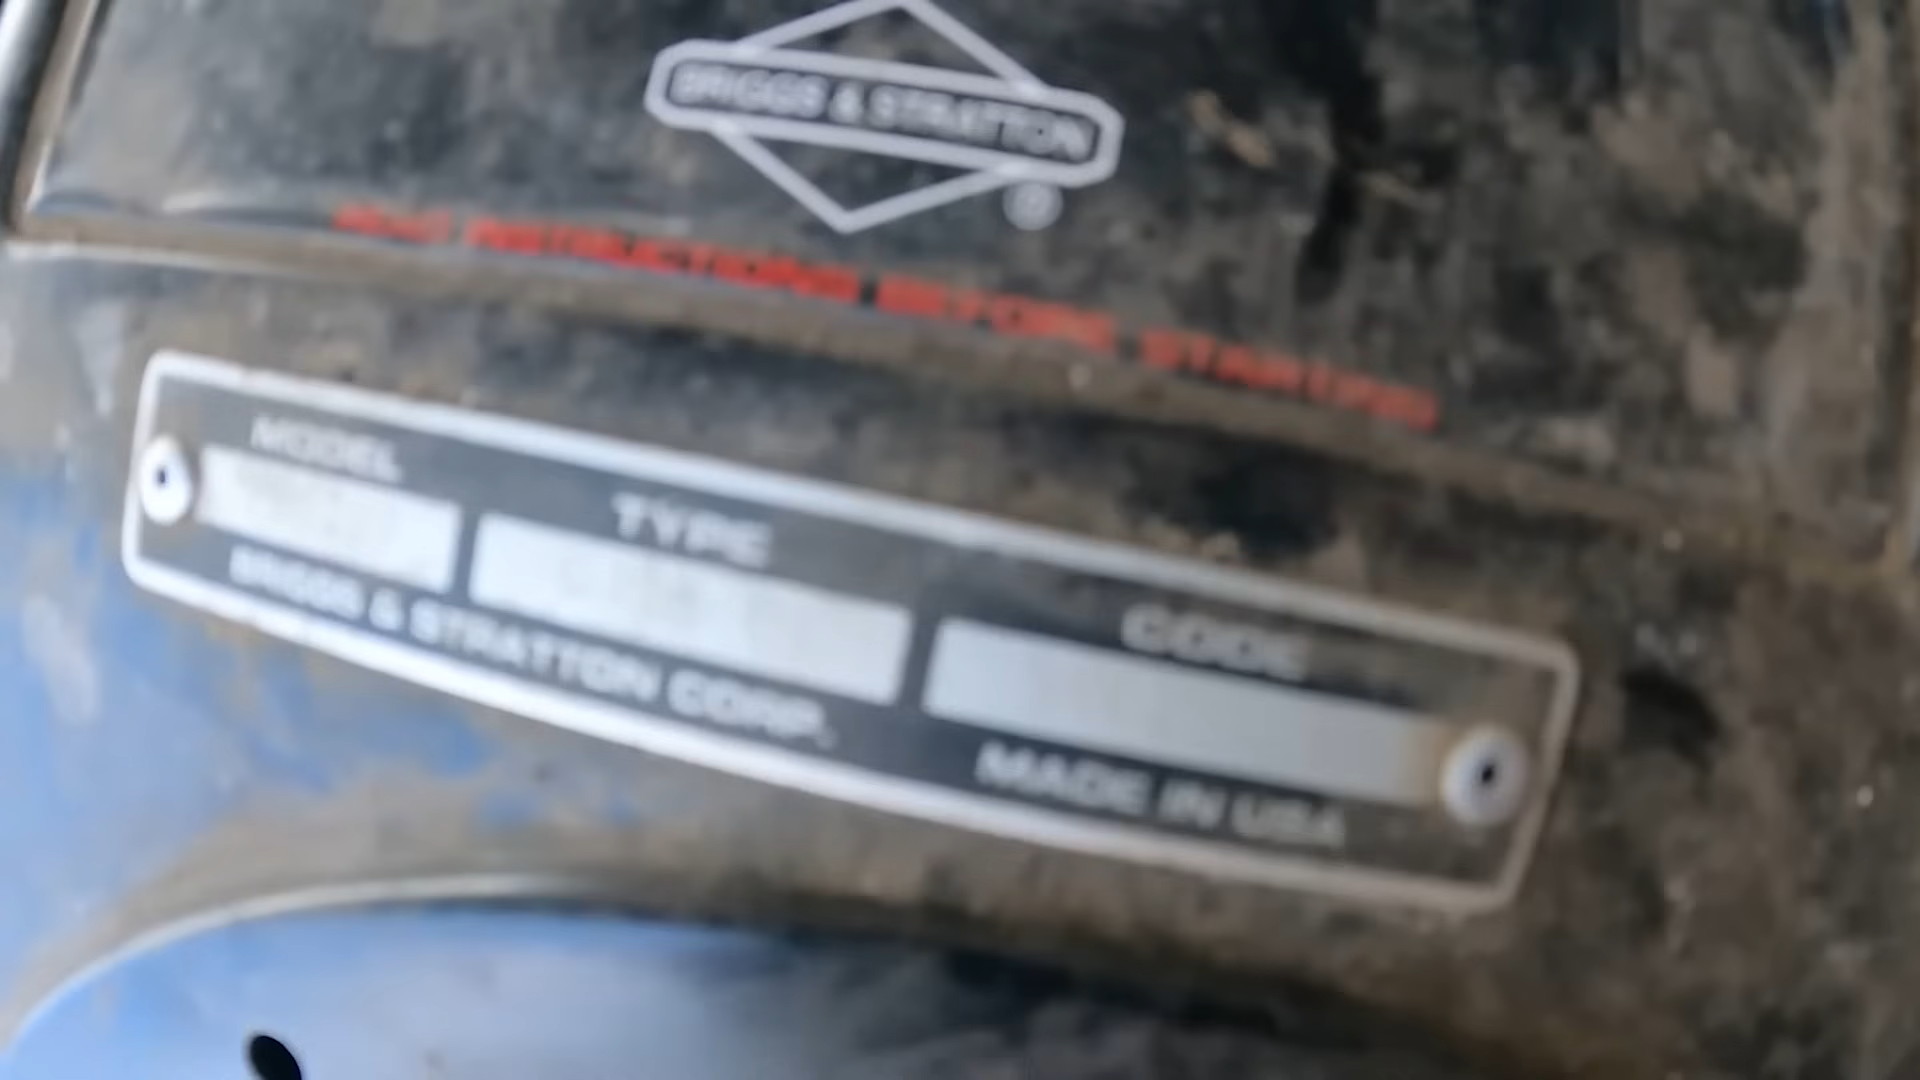 BRIGGS & STRATTON
®
READ INSTRUCTIONS BEFORE STARTING
MODEL TYPE CODE
BRIGGS & STRATTON CORP. MADE IN USA